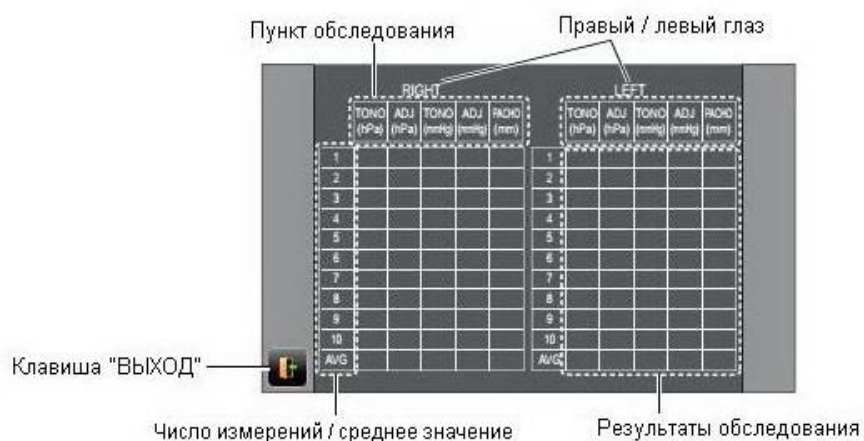 Пункт обследования
Правый / левый глаз
RIGHT LEFT
TONO ADJ TONO ADJ PACHO TONO ADJ TONO ADJ PACHO
(hPa) (hPa) (mmHg) (mmHg) (mm) (hPa) (hPa) (mmHg) (mmHg) (mm)
1 1
2 2
3 3
4 4
5 5
6 6
7 7
8 8
9 9
10 10
AVG AVG
Клавиша "ВЫХОД"
Число измерений / среднее значение
Результаты обследования